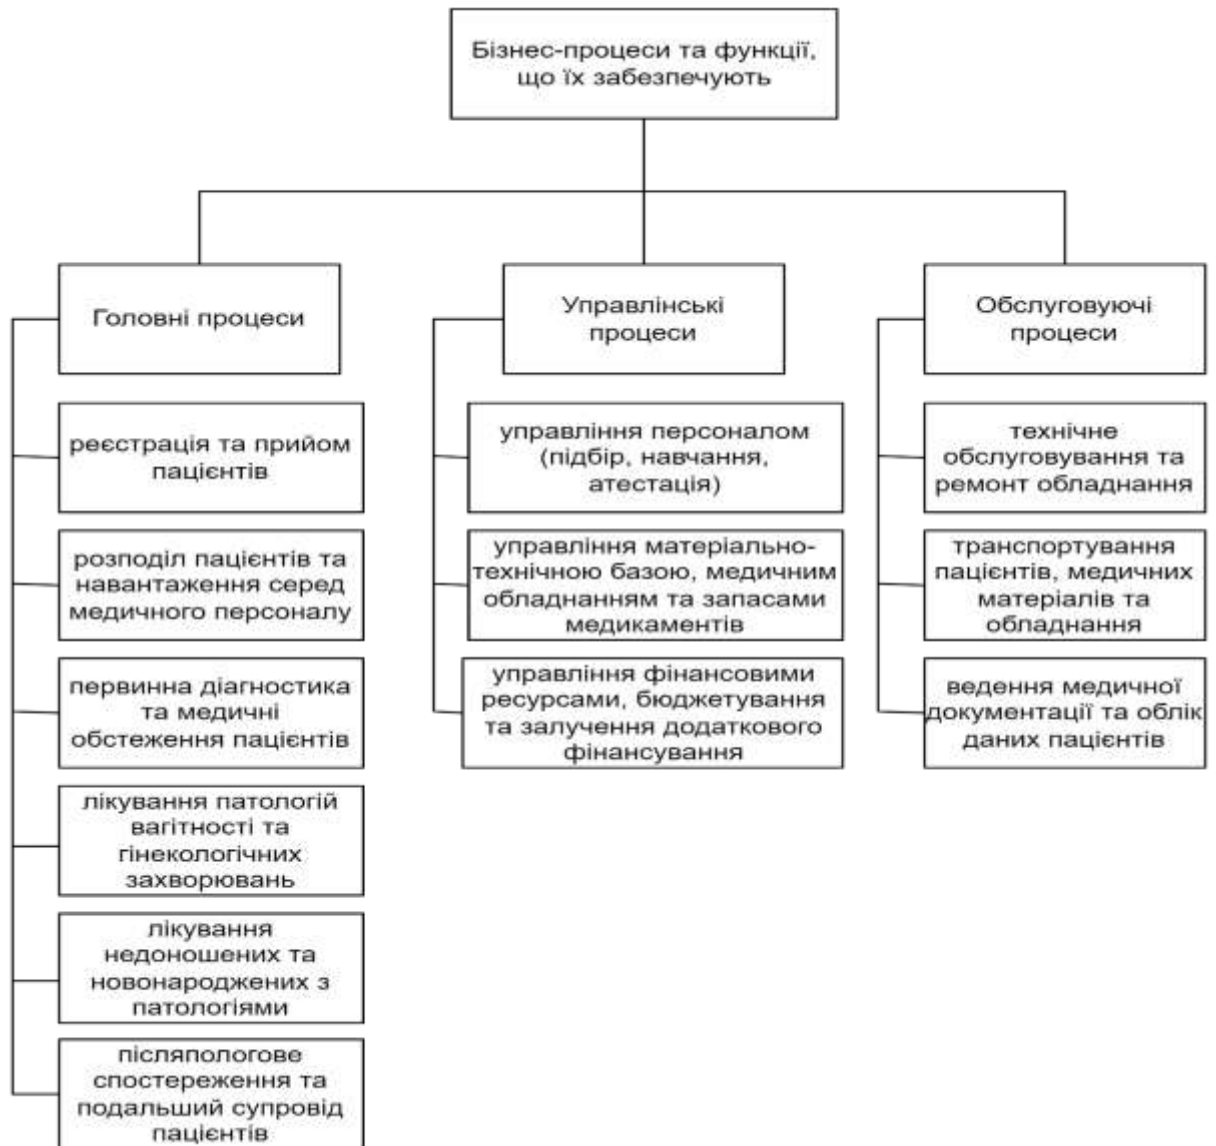 Бізнес-процеси та функції,
що їх забезпечують
Головні процеси
Управлінські
процеси
Обслуговуючі
процеси
реєстрація та прийом
пацієнтів
розподіл пацієнтів та
навантаження серед
медичного персоналу
первинна діагностика
та медичні
обстеження пацієнтів
лікування патологій
вагітності та
гінекологічних
захворювань
лікування
недоношених та
новонароджених з
патологіями
післяпологове
спостереження та
подальший супровід
пацієнтів
управління персоналом
(підбір, навчання,
атестація)
управління матеріально-
технічною базою, медичним
обладнанням та запасами
медикаментів
управління фінансовими
ресурсами, бюджетування
та залучення додаткового
фінансування
технічне
обслуговування та
ремонт обладнання
транспортування
пацієнтів, медичних
матеріалів та
обладнання
ведення медичної
документації та облік
даних пацієнтів